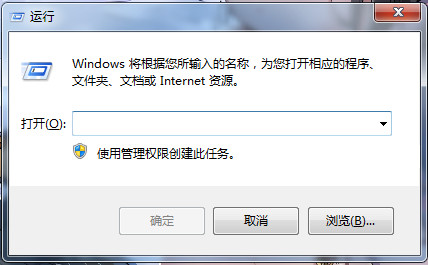 运行
Windows 将根据您所输入的名称，为您打开相应的程序、
文件夹、文档或 Internet 资源。
打开(O):
使用管理权限创建此任务。
确定
取消
浏览(B)...